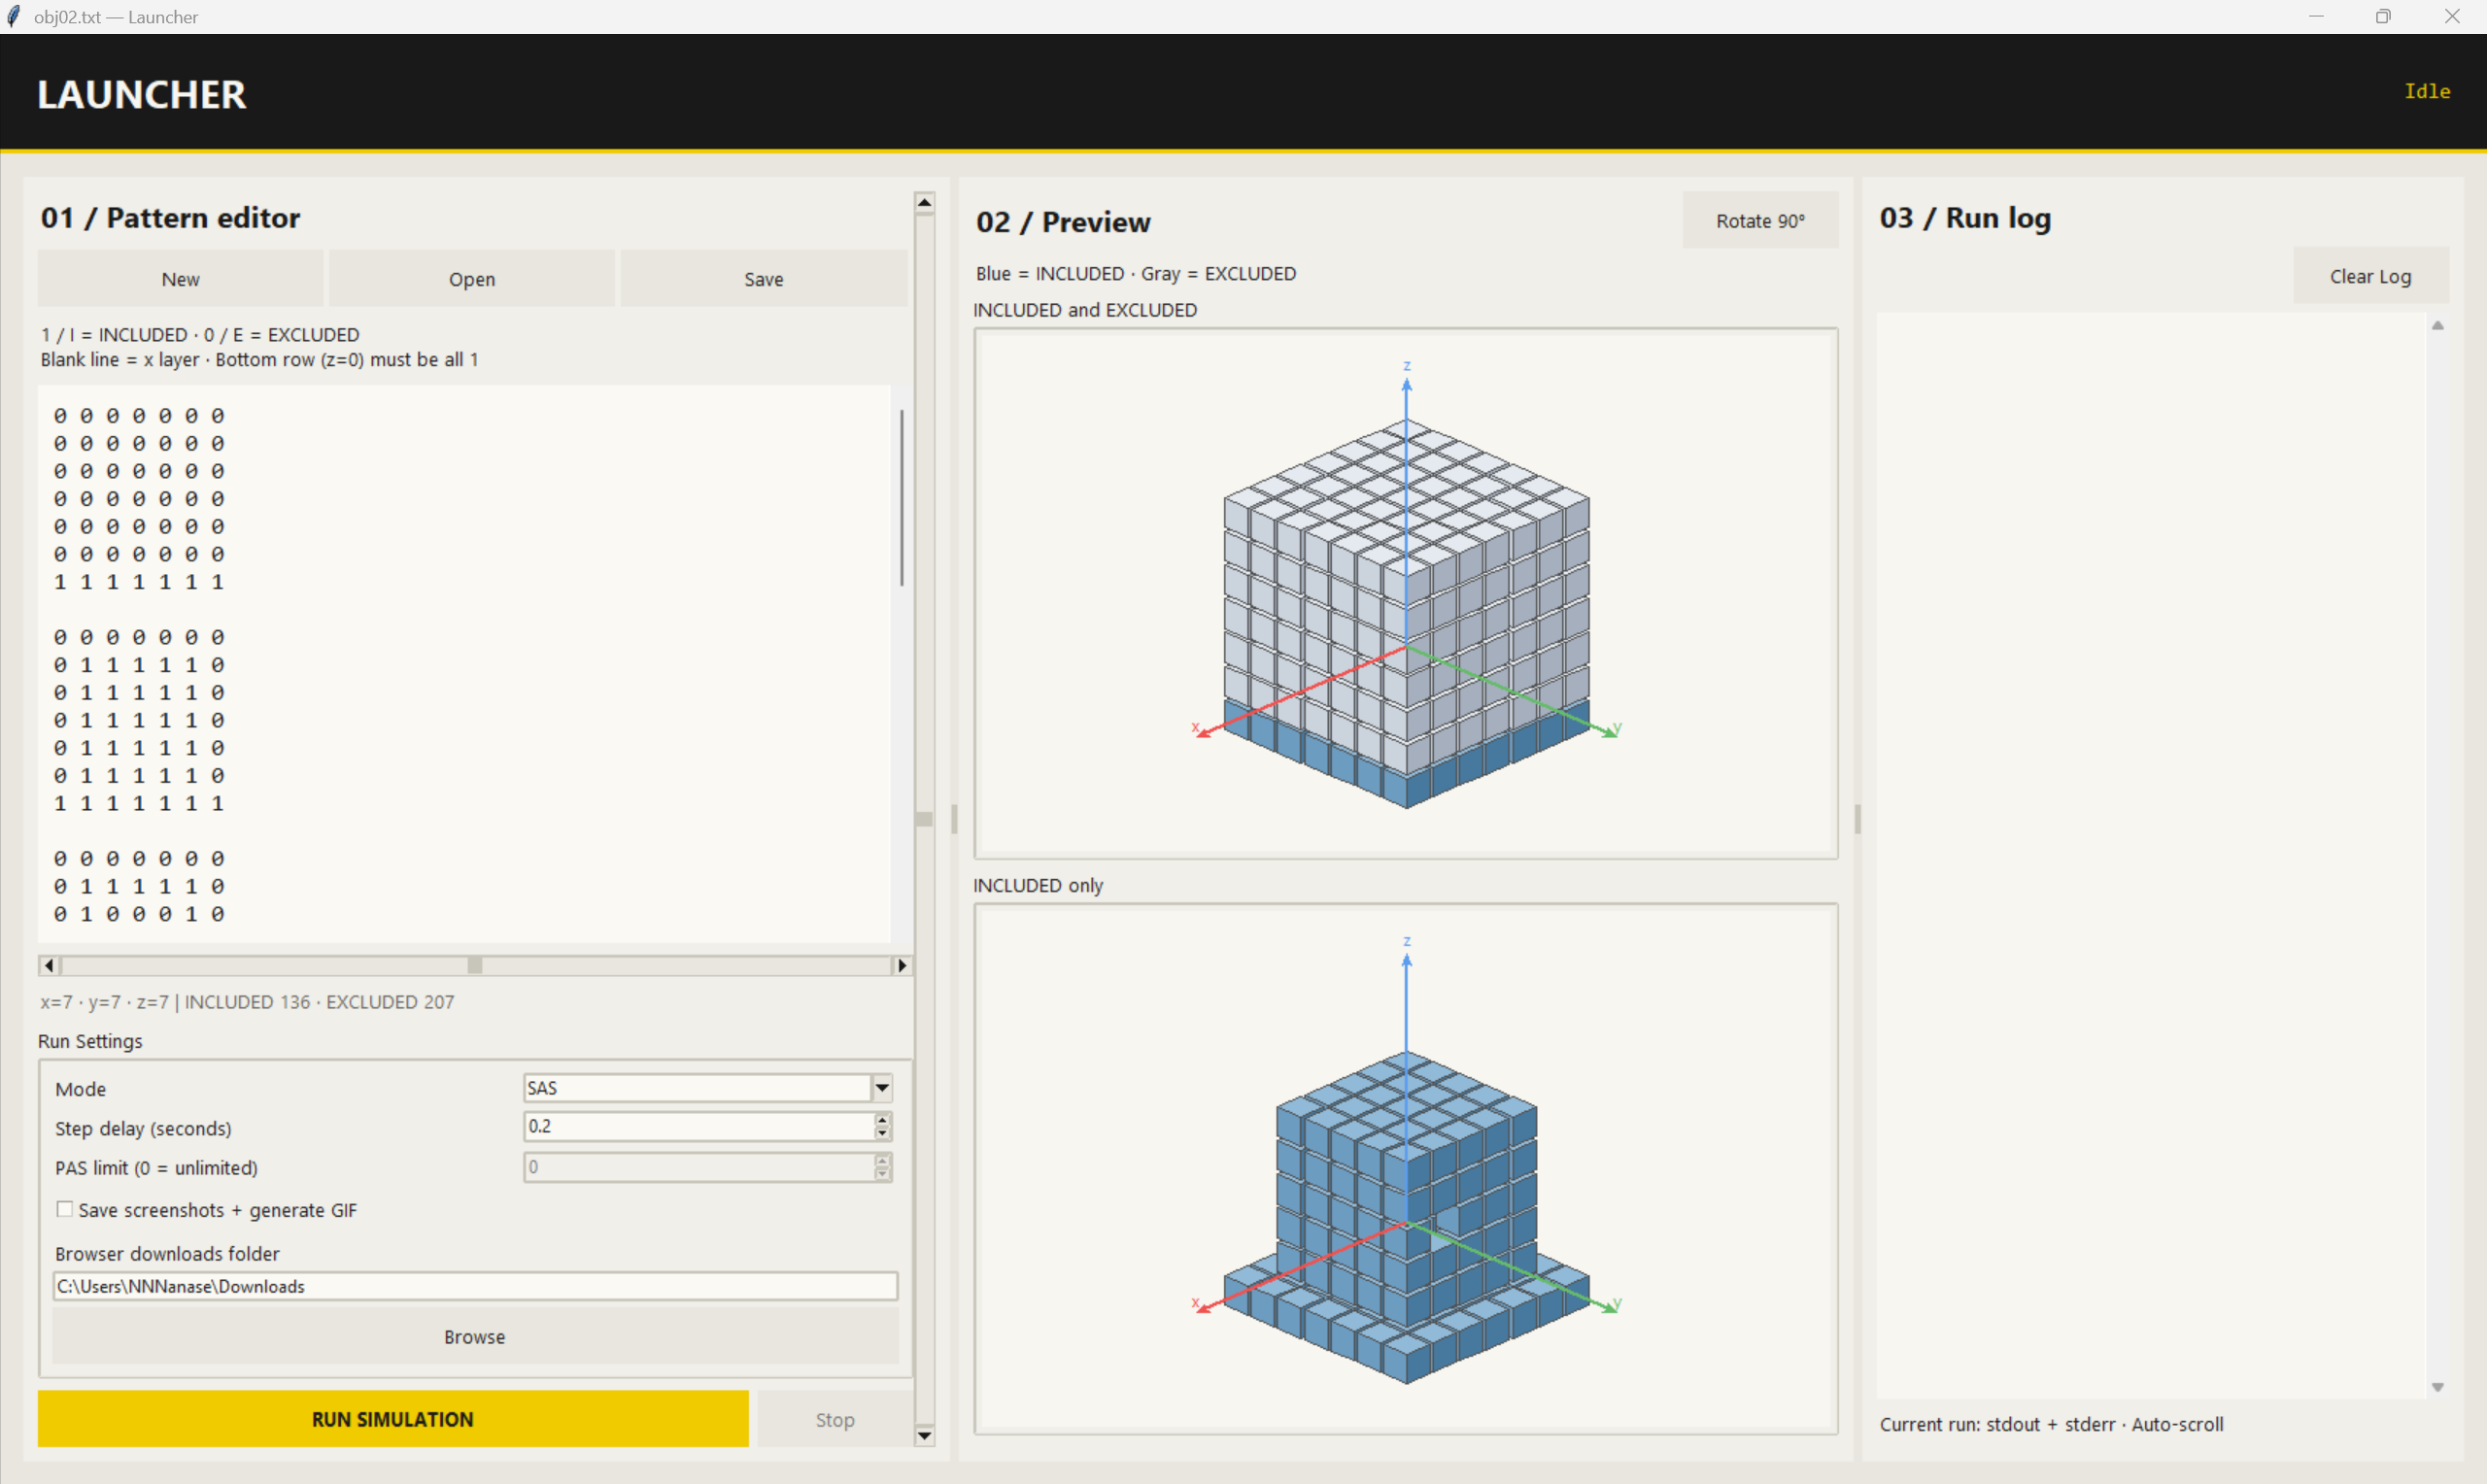 obj02.txt — Launcher
LAUNCHER
Idle
01 / Pattern editor
New
Open
Save
1 / I = INCLUDED · 0 / E = EXCLUDED
Blank line = x layer · Bottom row (z=0) must be all 1
0 0 0 0 0 0 0
0 0 0 0 0 0 0
0 0 0 0 0 0 0
0 0 0 0 0 0 0
0 0 0 0 0 0 0
0 0 0 0 0 0 0
1 1 1 1 1 1 1
0 0 0 0 0 0 0
0 1 1 1 1 1 0
0 1 1 1 1 1 0
0 1 1 1 1 1 0
0 1 1 1 1 1 0
0 1 1 1 1 1 0
1 1 1 1 1 1 1
0 0 0 0 0 0 0
0 1 1 1 1 1 0
0 1 0 0 0 1 0
x=7 · y=7 · z=7 | INCLUDED 136 · EXCLUDED 207
Run Settings
Mode
SAS
Step delay (seconds)
0.2
PAS limit (0 = unlimited)
0
Save screenshots + generate GIF
Browser downloads folder
C:\Users\NNNanase\Downloads
Browse
RUN SIMULATION
Stop
02 / Preview
Rotate 90°
Blue = INCLUDED · Gray = EXCLUDED
INCLUDED and EXCLUDED
z
x
y
INCLUDED only
z
x
y
03 / Run log
Clear Log
Current run: stdout + stderr · Auto-scroll